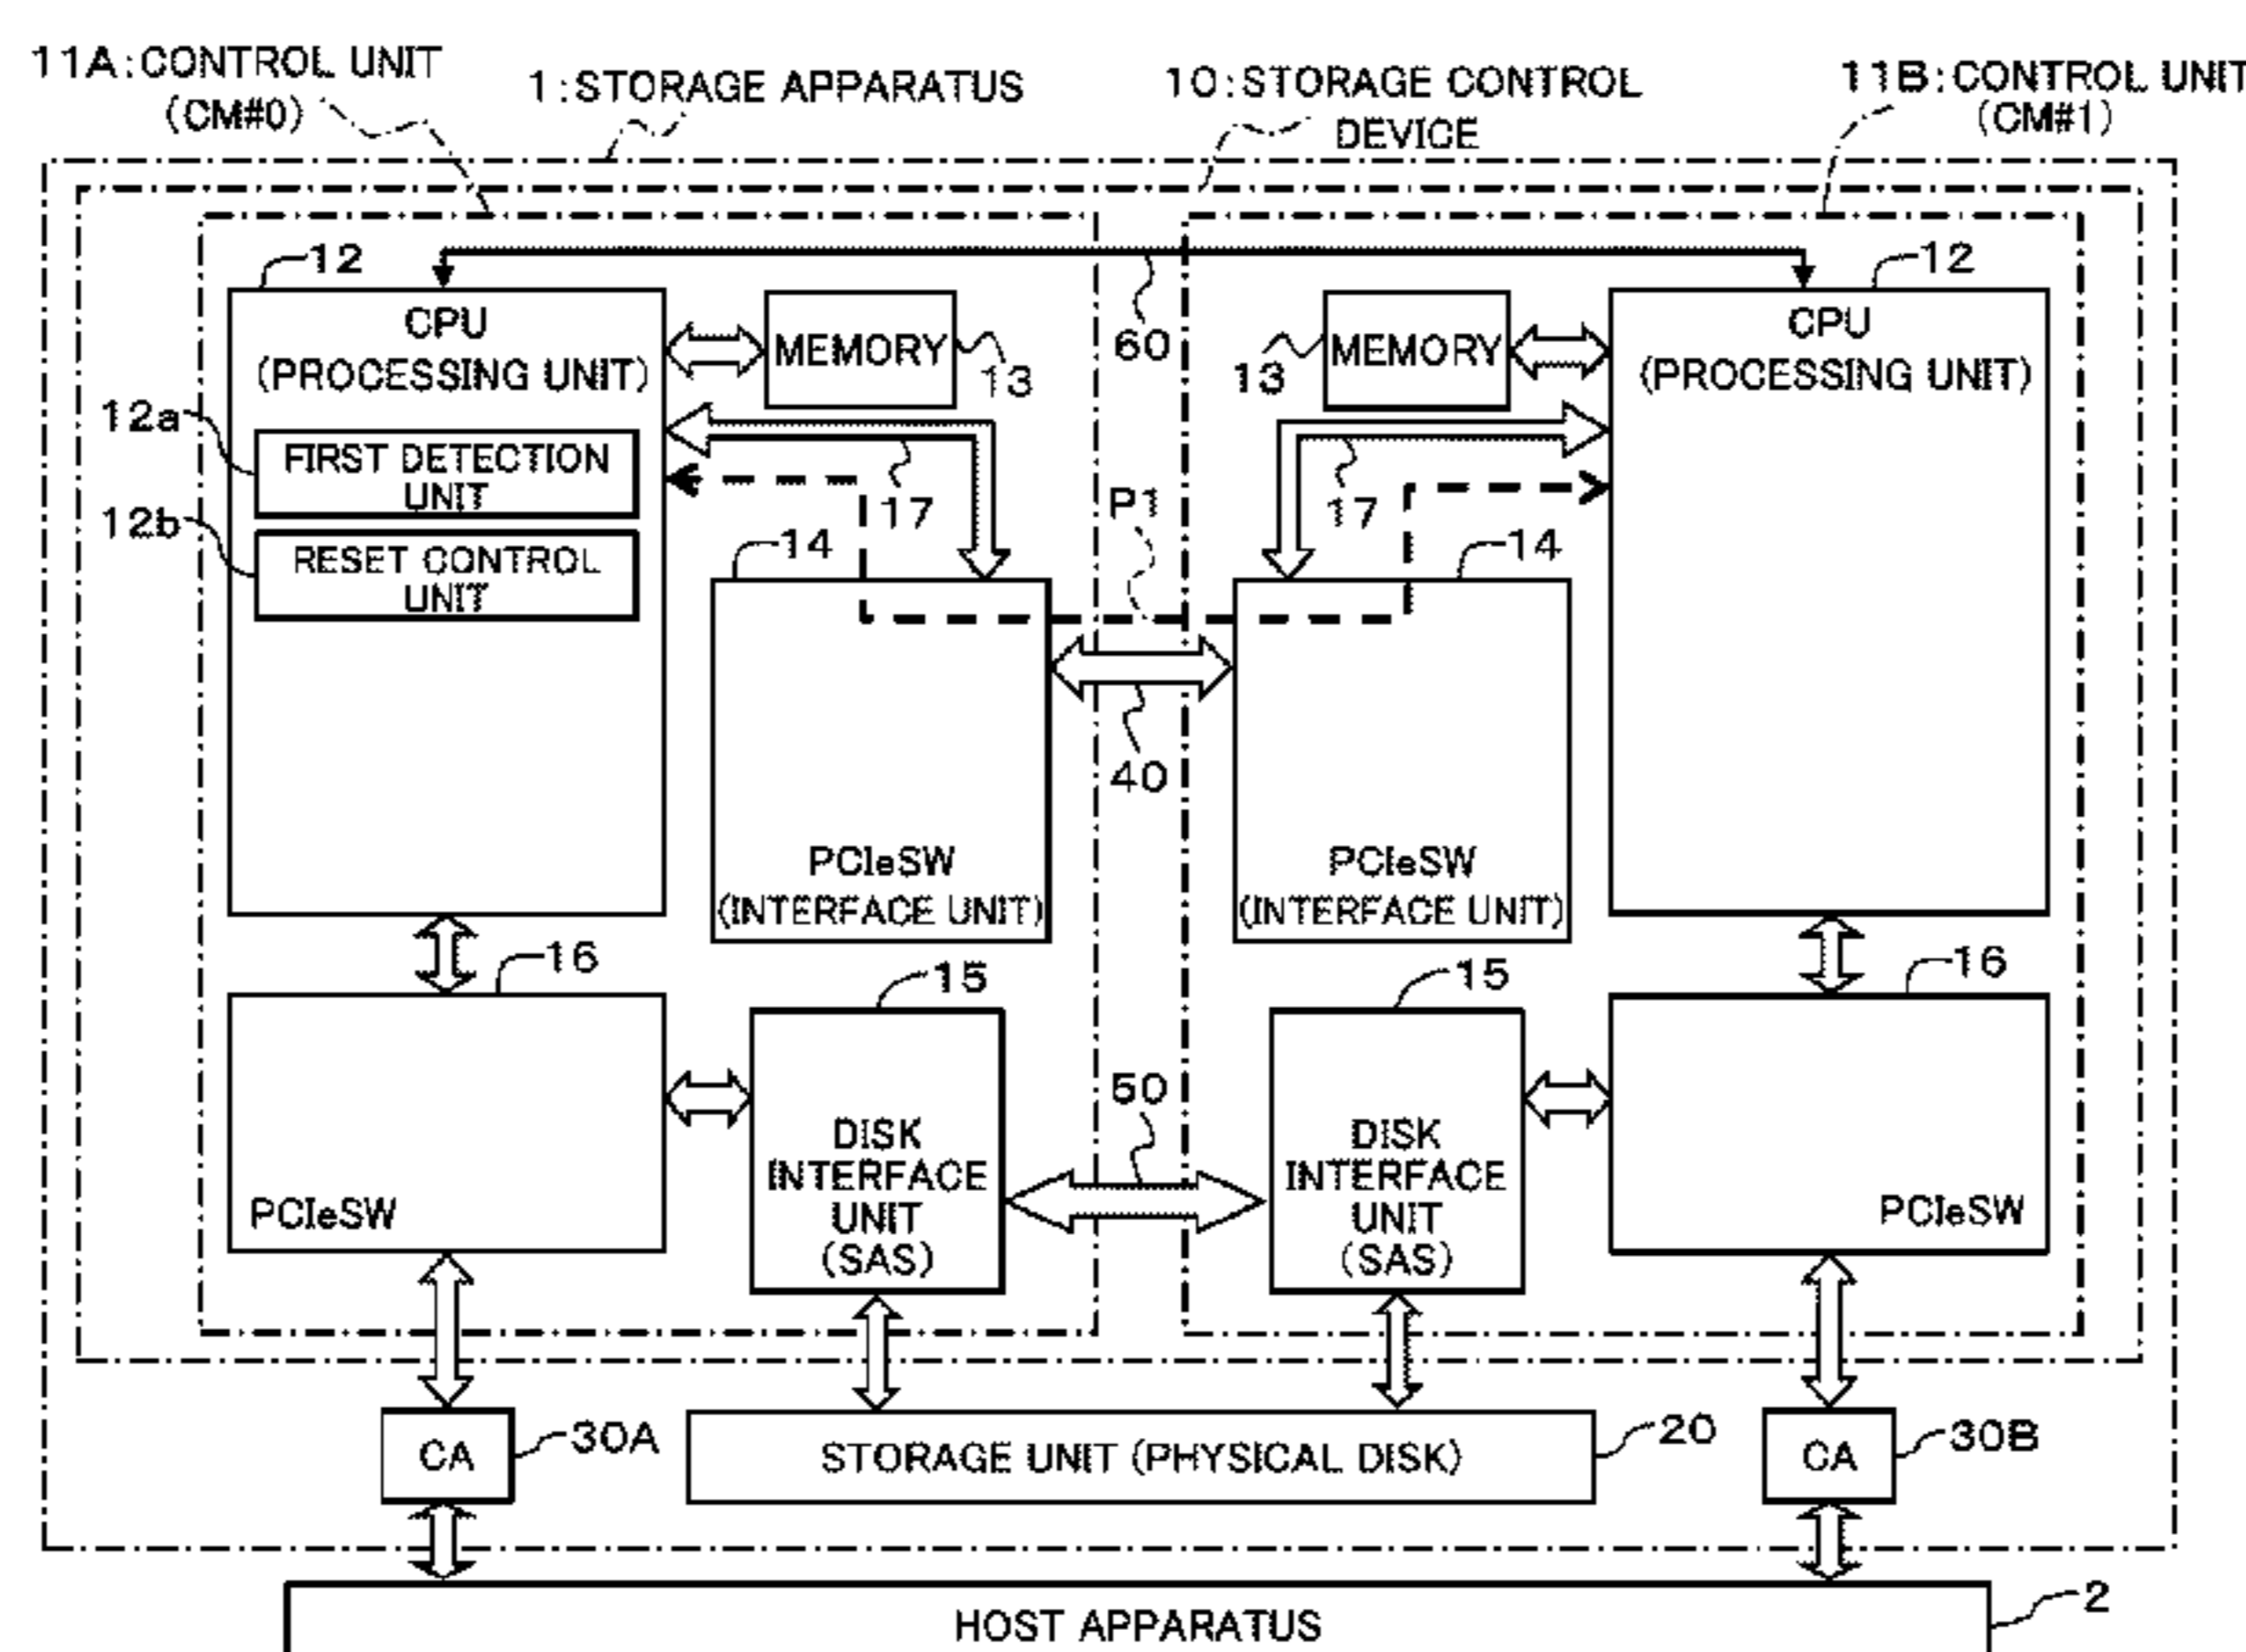 11A:CONTROL UNIT
(CM#0)
1:STORAGE APPARATUS
10:STORAGE CONTROL
DEVICE
11B:CONTROL UNIT
(CM#1)
12
CPU
(PROCESSING UNIT)
MEMORY
13
60
13
MEMORY
12
CPU
(PROCESSING UNIT)
12a
FIRST DETECTION
UNIT
12b
RESET CONTROL
UNIT
17
P1
17
14
14
40
PCIeSW
(INTERFACE UNIT)
PCIeSW
(INTERFACE UNIT)
16
15
15
16
50
PCIeSW
DISK
INTERFACE
UNIT
(SAS)
DISK
INTERFACE
UNIT
(SAS)
PCIeSW
CA
30A
STORAGE UNIT (PHYSICAL DISK)
20
CA
30B
HOST APPARATUS
2